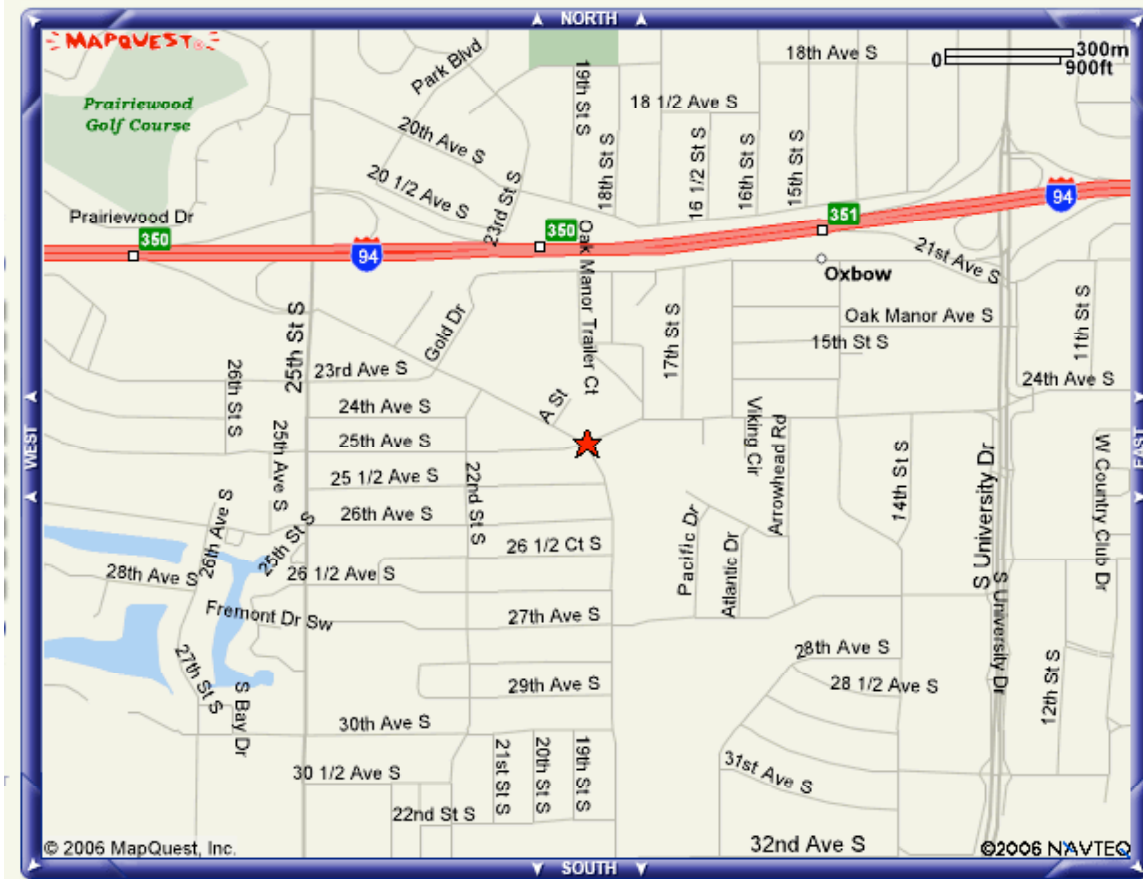 NORTH
MAPQUEST
300m
0
900ft
18th Ave S
Park Blvd
19th St S
Prairiewood
Golf Course
18 1/2 Ave S
20th Ave S
18th St S
16 1/2 St S
16th St S
15th St S
20 1/2 Ave S
23rd St S
94
Prairiewood Dr
351
350
350
94
Oak Manor Trailer Ct
21st Ave S
Oxbow
25th St S
Gold Dr
17th St S
Oak Manor Ave S
11th St S
15th St S
23rd Ave S
26th St S
24th Ave S
24th Ave S
A St
Viking Cir
Arrowhead Rd
WEST
EAST
25th Ave S
25th Ave S
14th St S
W Country Club Dr
25 1/2 Ave S
22nd St S
S University Dr
26th Ave S
26th Ave S
25th St S
26 1/2 Ct S
Pacific Dr
Atlantic Dr
28th Ave S
26 1/2 Ave S
Fremont Dr Sw
27th Ave S
S University Dr
28th Ave S
27th St S
29th Ave S
28 1/2 Ave S
12th St S
S Bay Dr
30th Ave S
21st St S
20th St S
19th St S
30 1/2 Ave S
31st Ave S
22nd St S
32nd Ave S
© 2006 MapQuest, Inc.
©2006 NAVTEQ
SOUTH